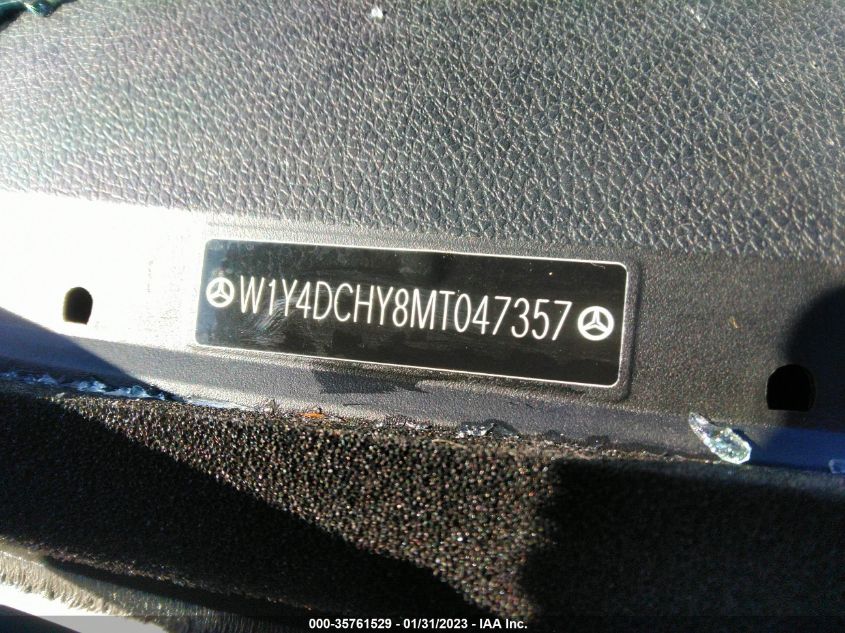 W1Y4DCHY8MT047357
000-35761529 - 01/31/2023 - IAA Inc.